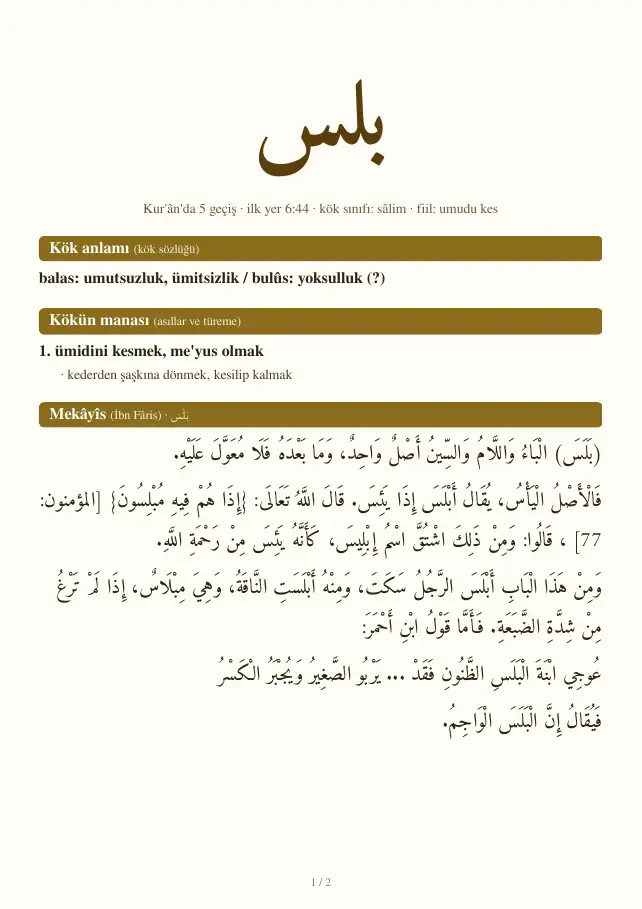 بلس
Kur'ân'da 5 geçiş · ilk yer 6:44 · kök sınıfı: sâlim · fiil: umudu kes
Kök anlamı (kök sözlüğü)
balas: umutsuzluk, ümitsizlik / bulûs: yoksulluk (?)
Kökün manası (asıllar ve türeme)
1. ümidini kesmek, me'yus olmak
· kederden şaşkına dönmek, kesilip kalmak
Mekâyîs (İbn Fâris) · بَلَسَ
(بَلَسَ) الْبَاءُ وَاللَّامُ وَالسِّينُ أَصْلٌ وَاحِدٌ، وَمَا بَعْدَهُ فَلَا مُعَوَّلَ عَلَيْهِ.
فَالْأَصْلُ الْيَأْسُ، يُقَالُ أَبْلَسَ إِذَا يَئِسَ. قَالَ اللَّهُ تَعَالَى: {إِذَا هُمْ فِيهِ مُبْلِسُونَ} [المؤمنون:
77] ، قَالُوا: وَمِنْ ذَلِكَ اشْتُقَّ اسْمُ إِبْلِيسَ، كَأَنَّهُ يَئِسَ مِنْ رَحْمَةِ اللَّهِ.
وَمِنْ هَذَا الْبَابِ أَبْلَسَ الرَّجُلُ سَكَتَ، وَمِنْهُ أَبْلَسَتِ النَّاقَةُ، وَهِيَ مِبْلَاسٌ، إِذَا لَمْ تَرْغُ
مِنْ شِدَّةِ الضَّبَعَةِ. فَأَمَّا قَوْلُ ابْنِ أَحْمَرَ:
عُوجِي ابْنَةَ الْبَلَسِ الظَّنُونِ فَقَدْ ... يَرْبُو الصَّغِيرُ وَيُجْبَرُ الْكَسْرُ
فَيُقَالُ إِنَّ الْبَلَسَ الْوَاجِمُ.
1 / 2